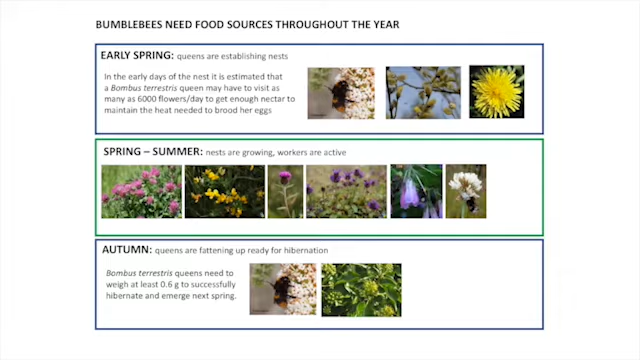 BUMBLEBEES NEED FOOD SOURCES THROUGHOUT THE YEAR
EARLY SPRING: queens are establishing nests
In the early days of the nest it is estimated that
a Bombus terrestris queen may have to visit as
many as 6000 flowers/day to get enough nectar to
maintain the heat needed to brood her eggs
SPRING – SUMMER: nests are growing, workers are active
AUTUMN: queens are fattening up ready for hibernation
Bombus terrestris queens need to
weigh at least 0.6 g to successfully
hibernate and emerge next spring.